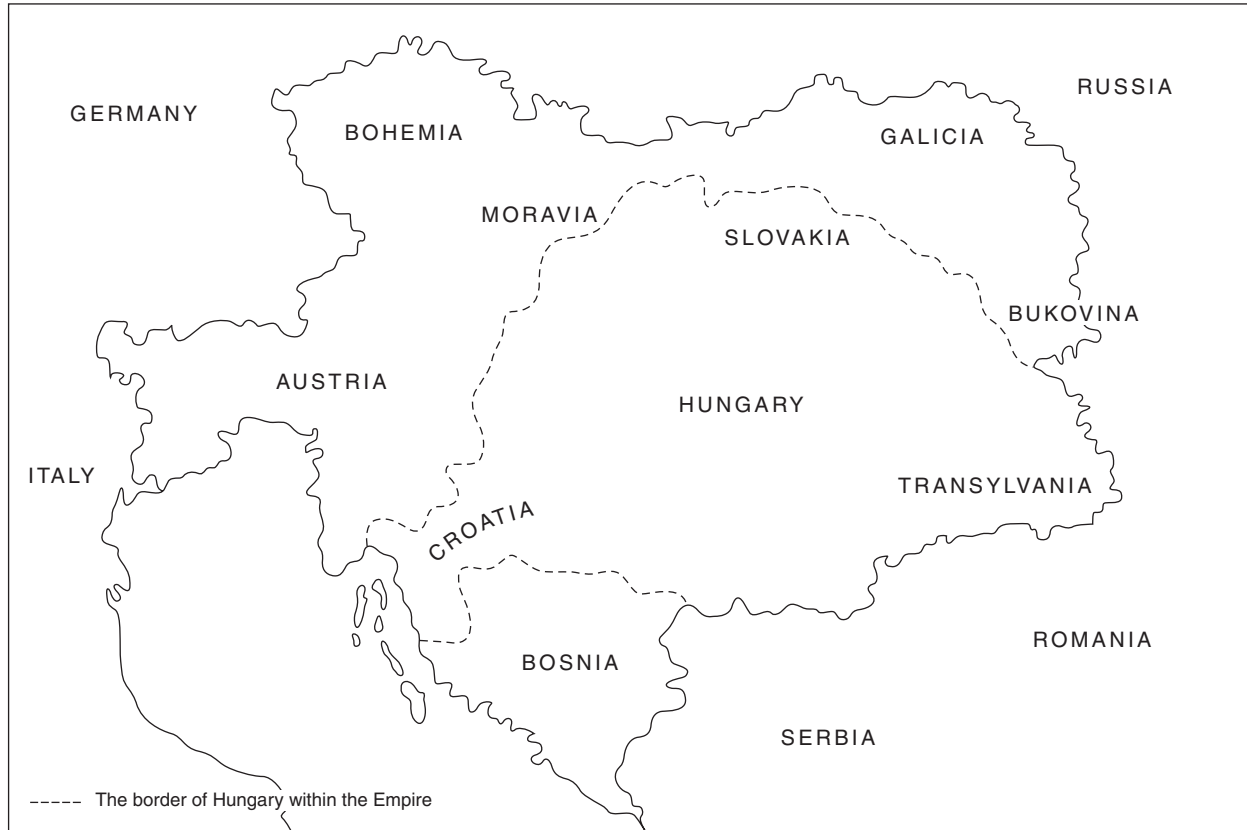 RUSSIA
GERMANY
BOHEMIA
GALICIA
MORAVIA
SLOVAKIA
BUKOVINA
AUSTRIA
HUNGARY
ITALY
TRANSYLVANIA
CROATIA
ROMANIA
BOSNIA
SERBIA
The border of Hungary within the Empire